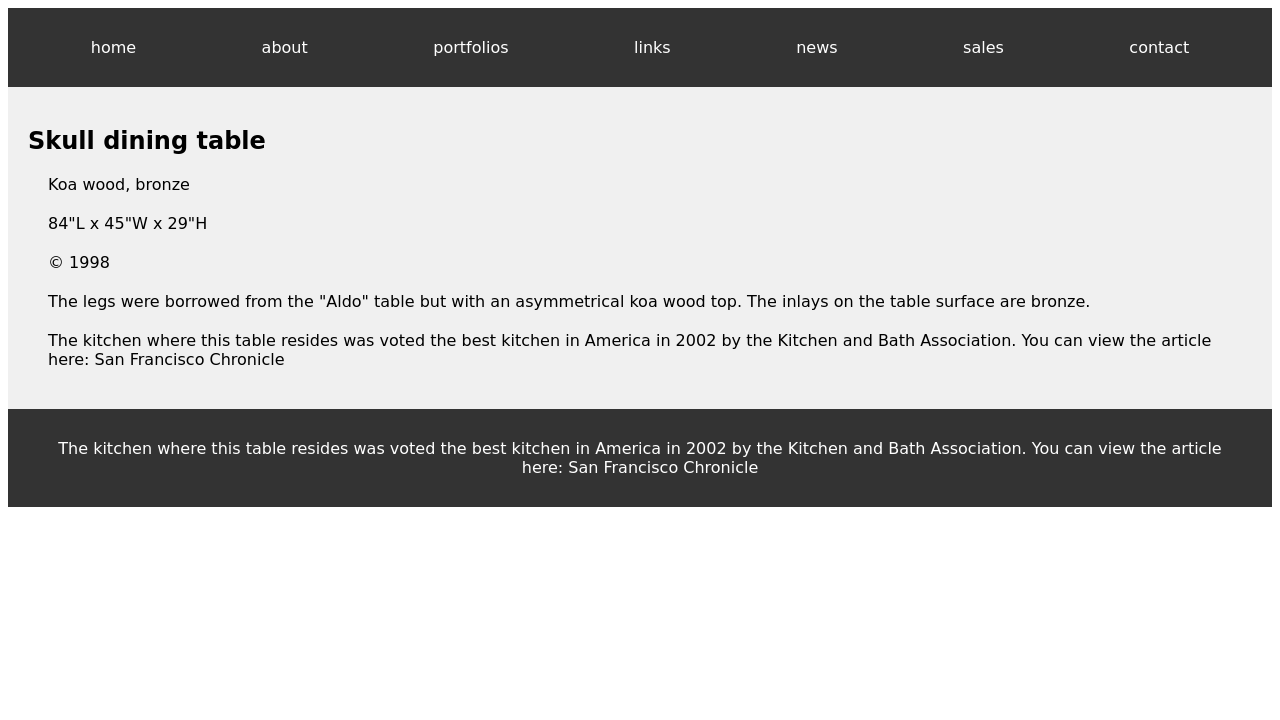 home about portfolios links news sales contact
Skull dining table
Koa wood, bronze
84"L x 45"W x 29"H
© 1998
The legs were borrowed from the "Aldo" table but with an asymmetrical koa wood top. The inlays on the table surface are bronze.
The kitchen where this table resides was voted the best kitchen in America in 2002 by the Kitchen and Bath Association. You can view the article
here: San Francisco Chronicle
The kitchen where this table resides was voted the best kitchen in America in 2002 by the Kitchen and Bath Association. You can view the article
here: San Francisco Chronicle